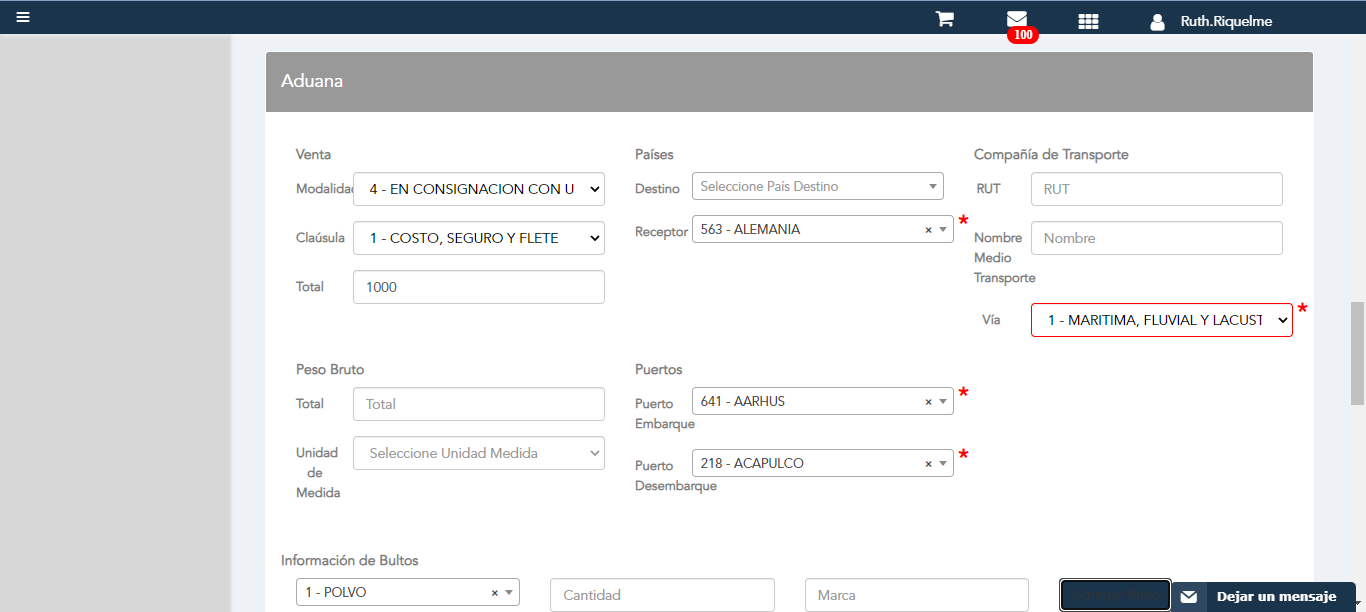 Ruth.Riquelme
100
Aduana
Venta
Países
Compañía de Transporte
Modalidad
4 - EN CONSIGNACION CON U
Destino
Seleccione País Destino
RUT
RUT
Claúsula
1 - COSTO, SEGURO Y FLETE
Receptor
563 - ALEMANIA
× *
Nombre
Medio
Transporte
Nombre
Total
1000
Vía
1 - MARITIMA, FLUVIAL Y LACUST
*
Peso Bruto
Puertos
Total
Total
Puerto
Embarque
641 - AARHUS
× *
Unidad
de
Medida
Seleccione Unidad Medida
Puerto
Desembarque
218 - ACAPULCO
× *
Información de Bultos
1 - POLVO
×
Cantidad
Marca
Dejar un mensaje